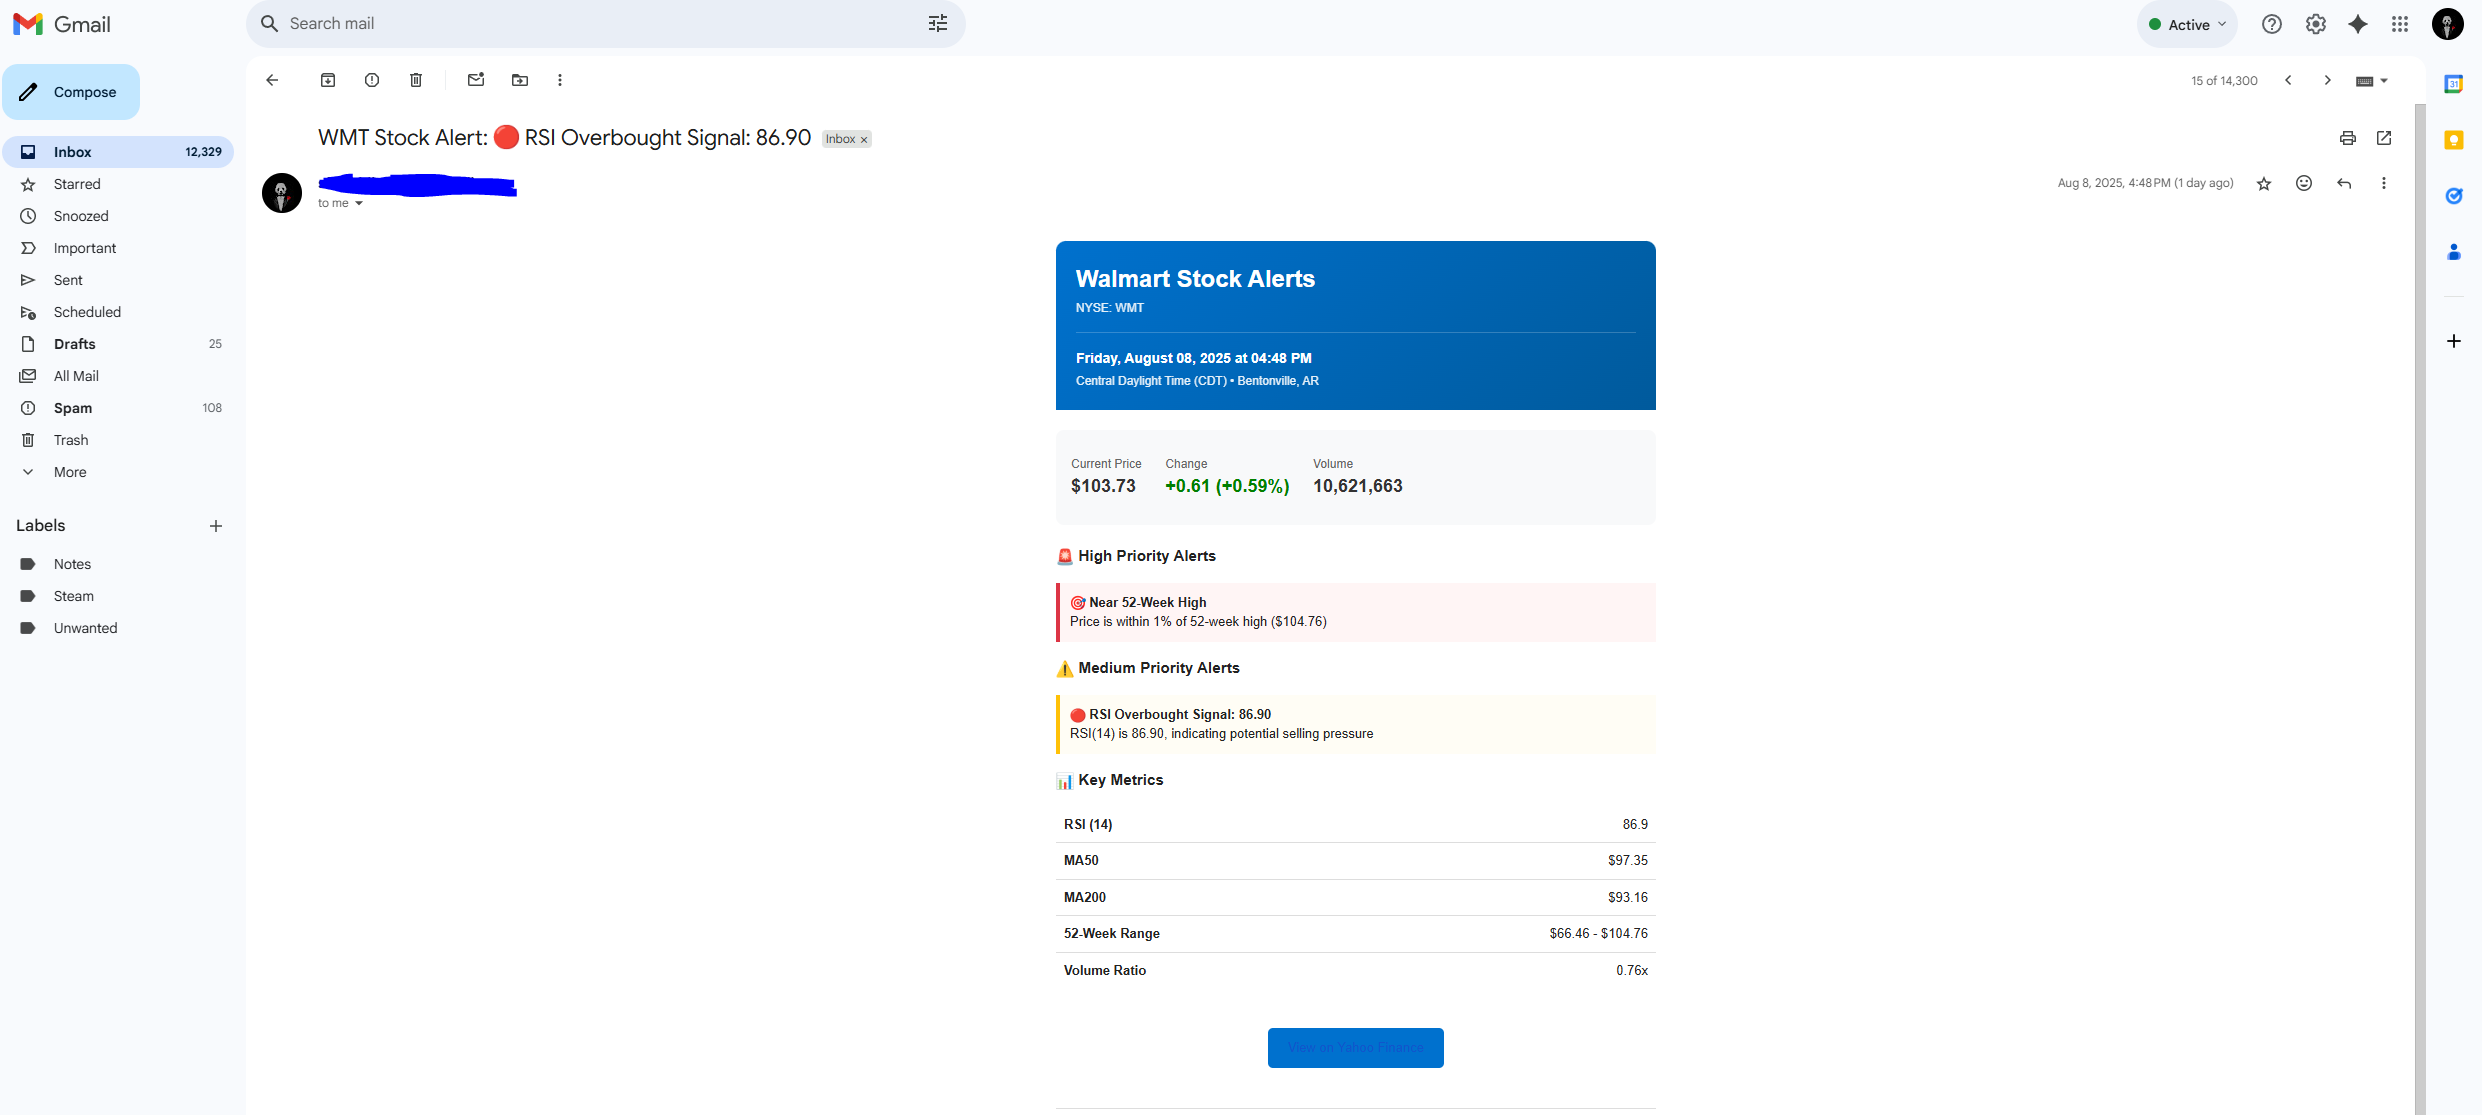 Gmail
Search mail
Active
Compose
15 of 14,300
Inbox 12,329
Starred
Snoozed
Important
Sent
Scheduled
Drafts 25
All Mail
Spam 108
Trash
More
Labels
Notes
Steam
Unwanted
WMT Stock Alert: 🔴 RSI Overbought Signal: 86.90 Inbox ×
to me
Aug 8, 2025, 4:48 PM (1 day ago)
Walmart Stock Alerts
NYSE: WMT
Friday, August 08, 2025 at 04:48 PM
Central Daylight Time (CDT) • Bentonville, AR
Current Price Change Volume
$103.73 +0.61 (+0.59%) 10,621,663
🚨 High Priority Alerts
🎯 Near 52-Week High
Price is within 1% of 52-week high ($104.76)
⚠️ Medium Priority Alerts
🔴 RSI Overbought Signal: 86.90
RSI(14) is 86.90, indicating potential selling pressure
📊 Key Metrics
RSI (14) 86.9
MA50 $97.35
MA200 $93.16
52-Week Range $66.46 - $104.76
Volume Ratio 0.76x
View on Yahoo Finance
31